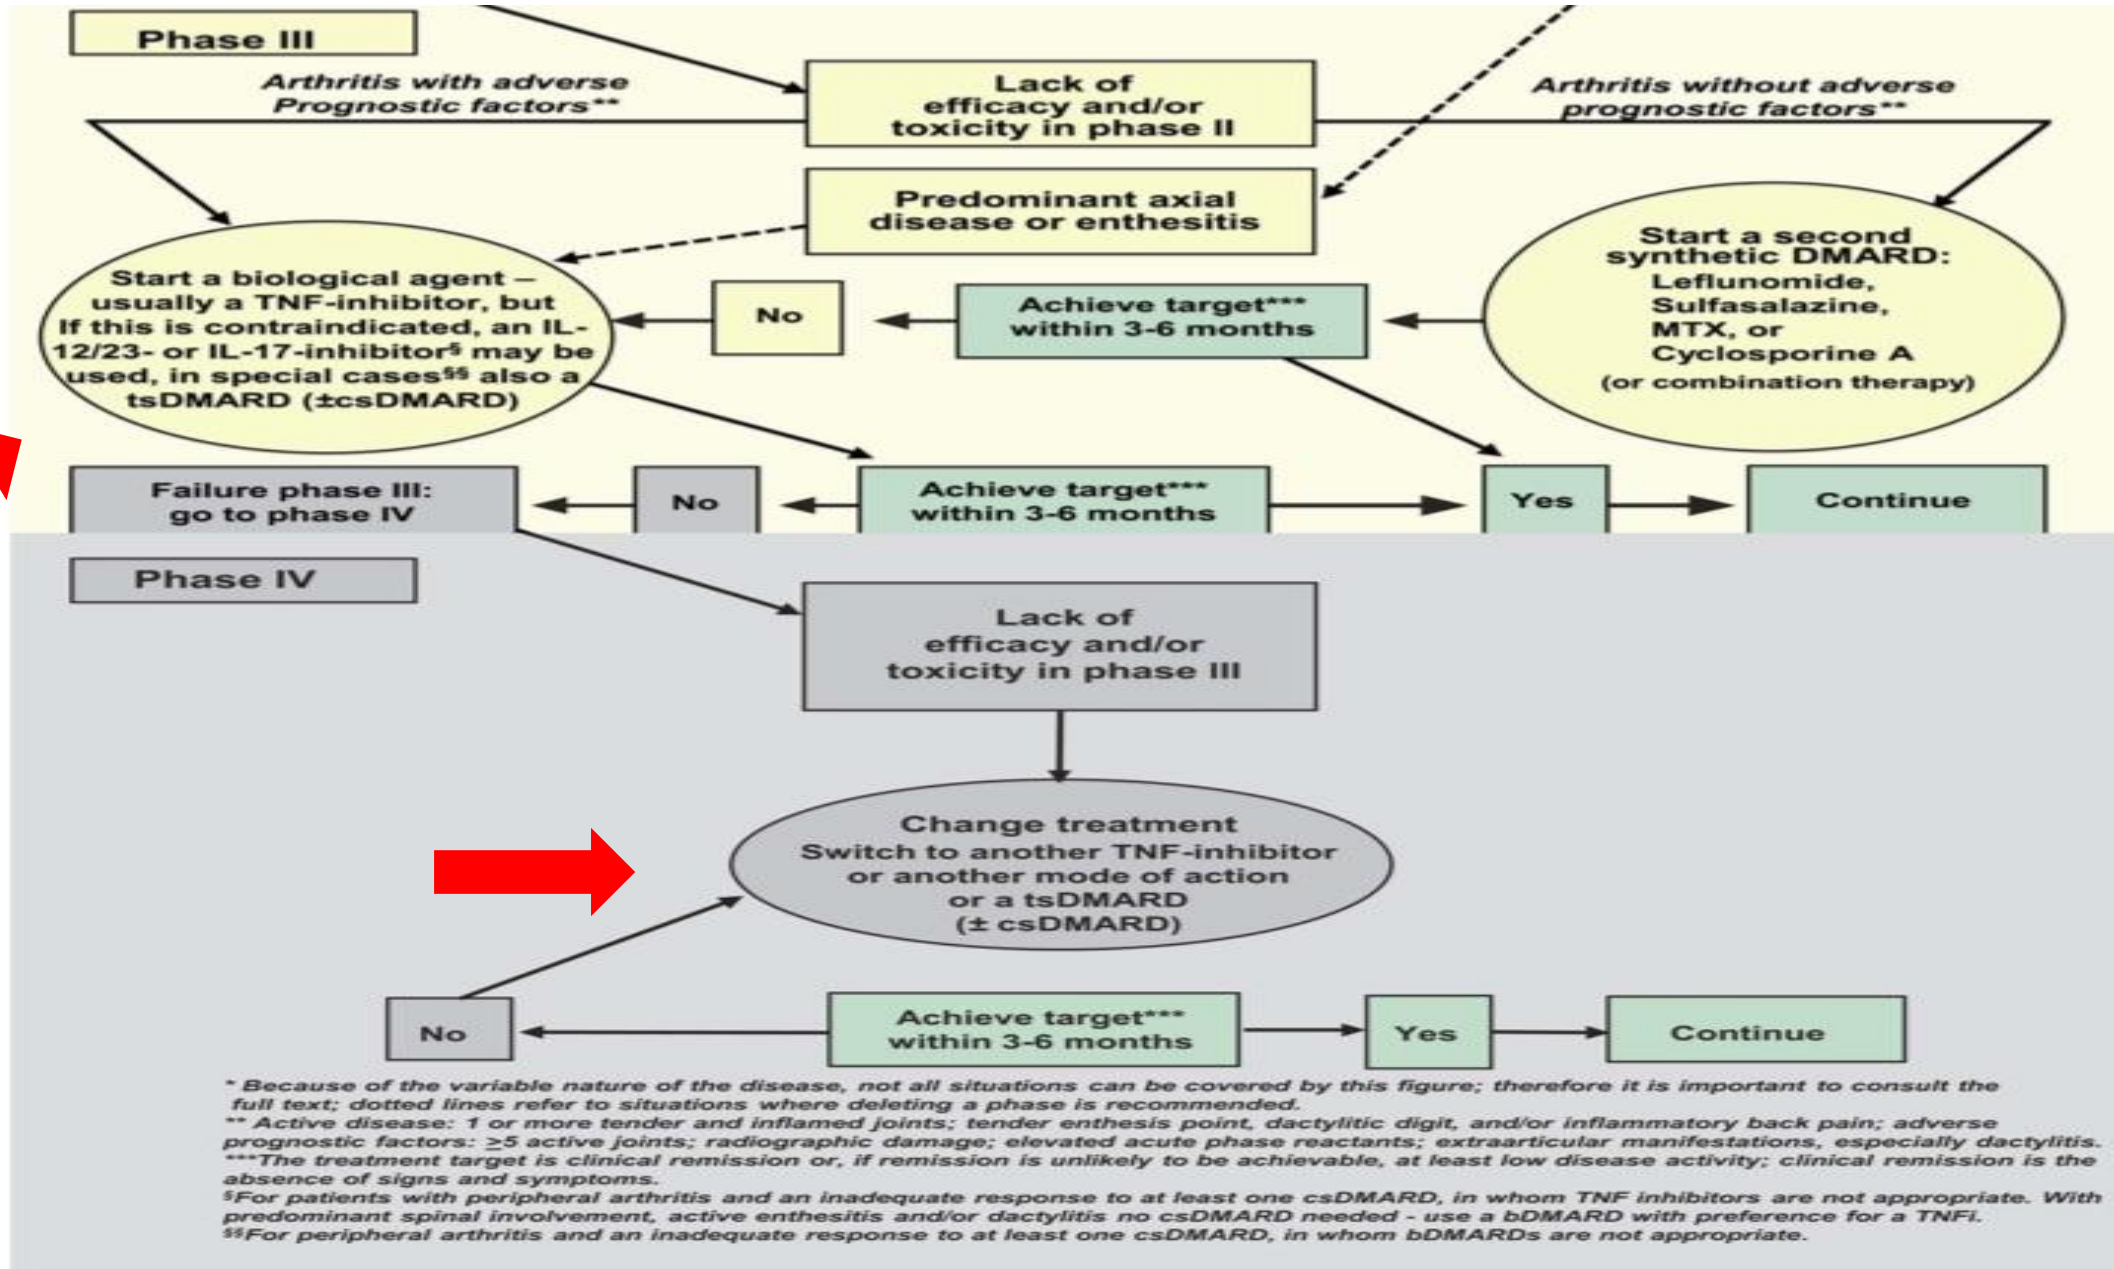 Phase III
Arthritis with adverse
Prognostic factors**
Lack of
efficacy and/or
toxicity in phase II
Arthritis without adverse
prognostic factors**
Predominant axial
disease or enthesitis
Start a biological agent –
usually a TNF-inhibitor, but
If this is contraindicated, an IL-
12/23- or IL-17-inhibitor§ may be
used, in special cases§§ also a
tsDMARD (±csDMARD)
No
Achieve target***
within 3-6 months
Start a second
synthetic DMARD:
Leflunomide,
Sulfasalazine,
MTX, or
Cyclosporine A
(or combination therapy)
Failure phase III:
go to phase IV
No
Achieve target***
within 3-6 months
Yes
Continue
Phase IV
Lack of
efficacy and/or
toxicity in phase III
Change treatment
Switch to another TNF-inhibitor
or another mode of action
or a tsDMARD
(± csDMARD)
No
Achieve target***
within 3-6 months
Yes
Continue
* Because of the variable nature of the disease, not all situations can be covered by this figure; therefore it is important to consult the
full text; dotted lines refer to situations where deleting a phase is recommended.
** Active disease: 1 or more tender and inflamed joints; tender enthesis point, dactylitic digit, and/or inflammatory back pain; adverse
prognostic factors: ≥5 active joints; radiographic damage; elevated acute phase reactants; extraarticular manifestations, especially dactylitis.
***The treatment target is clinical remission or, if remission is unlikely to be achievable, at least low disease activity; clinical remission is the
absence of signs and symptoms.
§For patients with peripheral arthritis and an inadequate response to at least one csDMARD, in whom TNF inhibitors are not appropriate. With
predominant spinal involvement, active enthesitis and/or dactylitis no csDMARD needed - use a bDMARD with preference for a TNFi.
§§For peripheral arthritis and an inadequate response to at least one csDMARD, in whom bDMARDs are not appropriate.